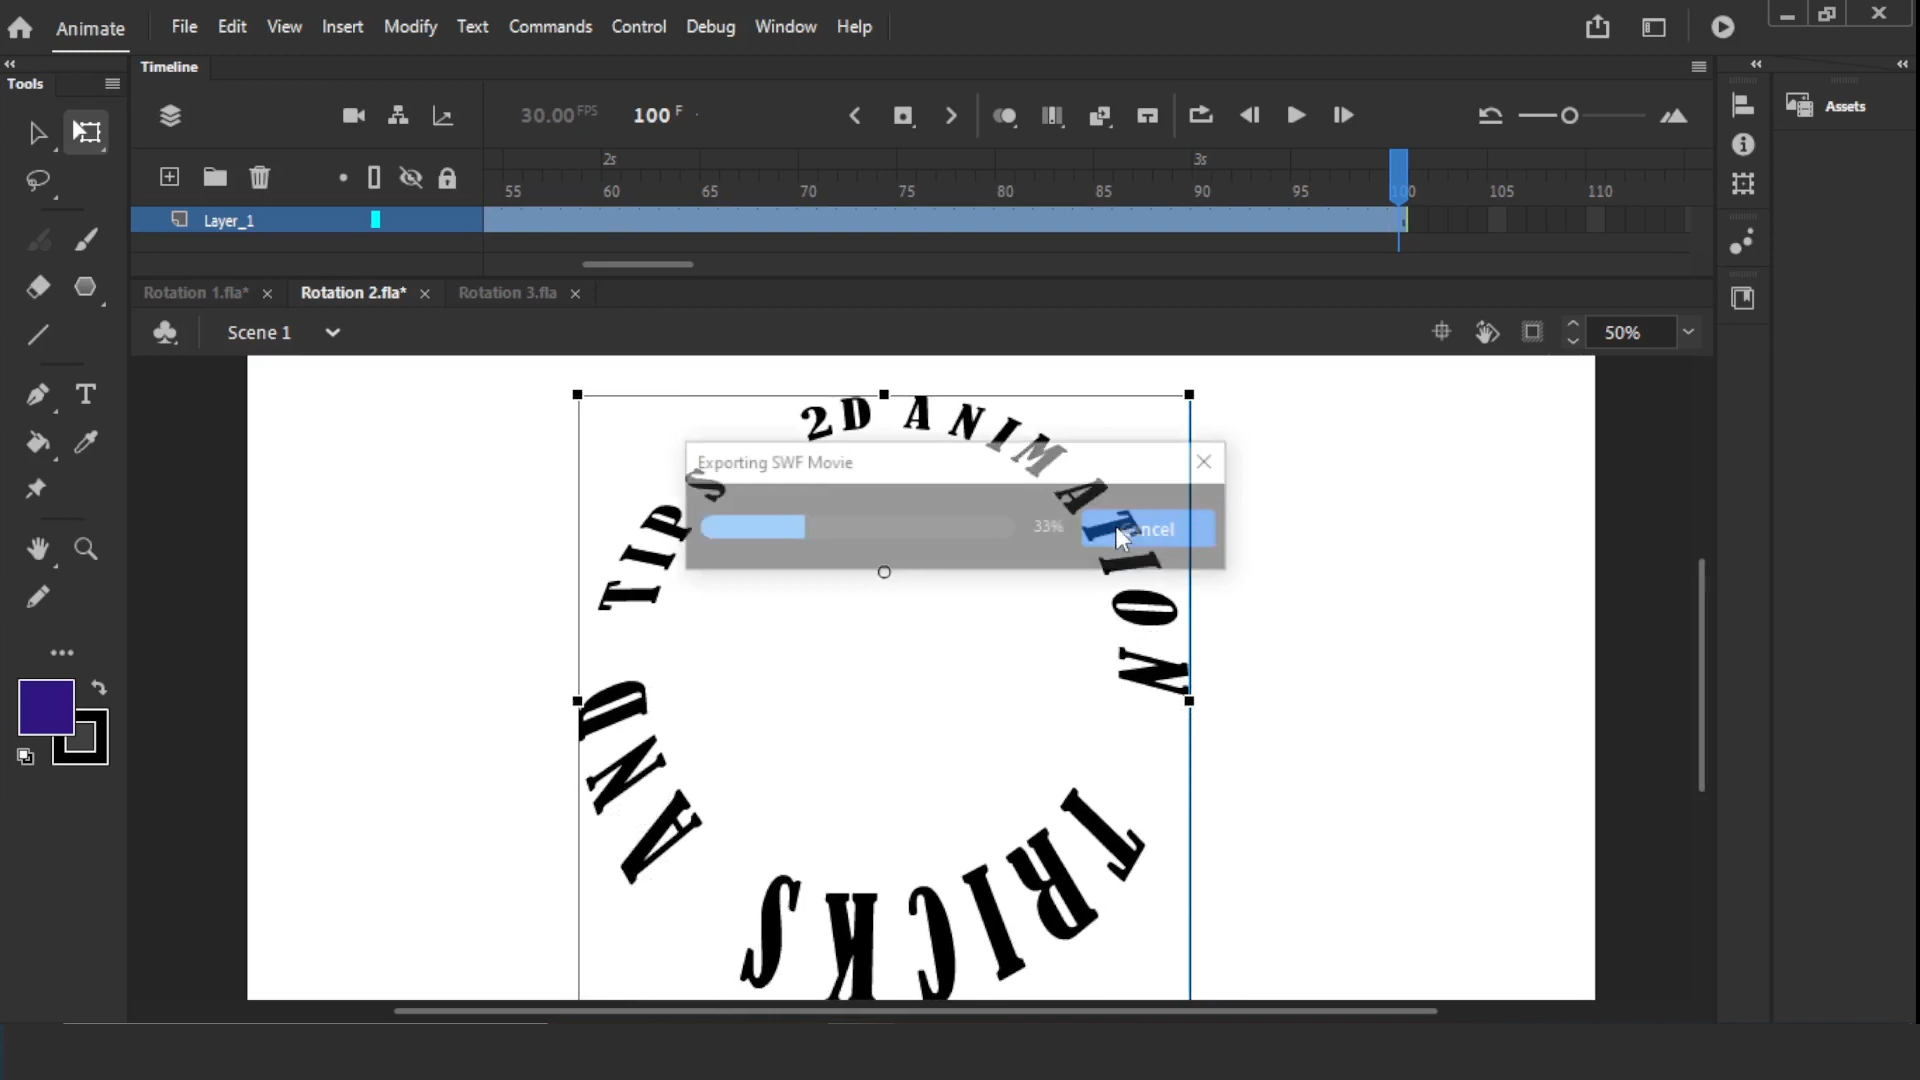 Animate File Edit View Insert Modify Text Commands Control Debug Window Help
Tools
Timeline
Assets
30.00 FPS 100 F
2s 3s
55 60 65 70 75 80 85 90 95 100 105 110
Layer_1
Rotation 1.fla* Rotation 2.fla* Rotation 3.fla
Scene 1 50%
Exporting SWF Movie
33% Cancel
2D ANIMATION
TRICKS
AND
TIPS
T